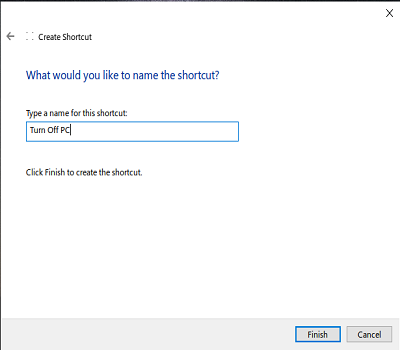 Create Shortcut
What would you like to name the shortcut?
Type a name for this shortcut:
Turn Off PC
Click Finish to create the shortcut.
Finish Cancel